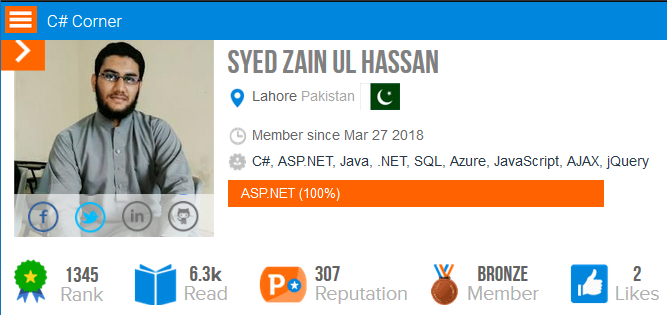 C# Corner
SYED ZAIN UL HASSAN
Lahore Pakistan
Member since Mar 27 2018
C#, ASP.NET, Java, .NET, SQL, Azure, JavaScript, AJAX, jQuery
ASP.NET (100%)
1345
Rank
6.3k
Read
307
Reputation
BRONZE
Member
2
Likes